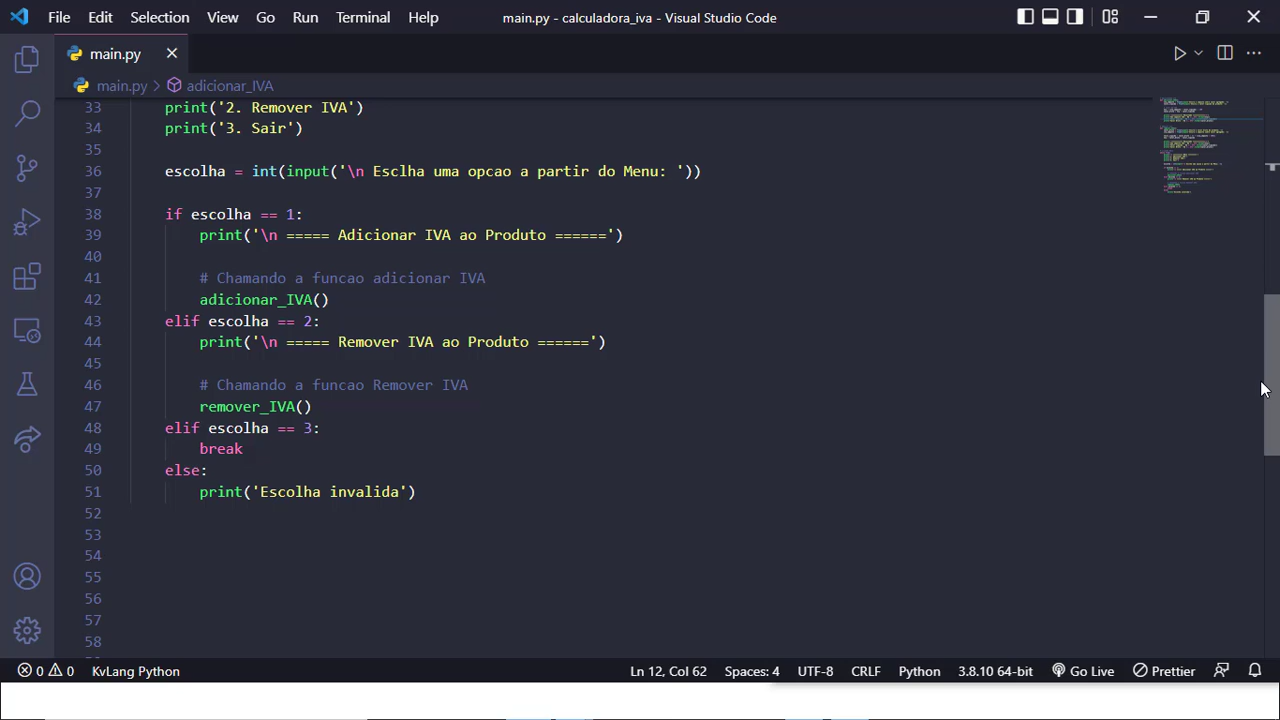 File Edit Selection View Go Run Terminal Help main.py - calculadora_iva - Visual Studio Code
main.py
main.py > adicionar_IVA
33 print('2. Remover IVA')
34 print('3. Sair')
35
36 escolha = int(input('\n Esclha uma opcao a partir do Menu: '))
37
38 if escolha == 1:
39 print('\n ===== Adicionar IVA ao Produto ======')
40
41 # Chamando a funcao adicionar IVA
42 adicionar_IVA()
43 elif escolha == 2:
44 print('\n ===== Remover IVA ao Produto ======')
45
46 # Chamando a funcao Remover IVA
47 remover_IVA()
48 elif escolha == 3:
49 break
50 else:
51 print('Escolha invalida')
52
53
54
55
56
57
58
0 0 KvLang Python Ln 12, Col 62 Spaces: 4 UTF-8 CRLF Python 3.8.10 64-bit Go Live Prettier